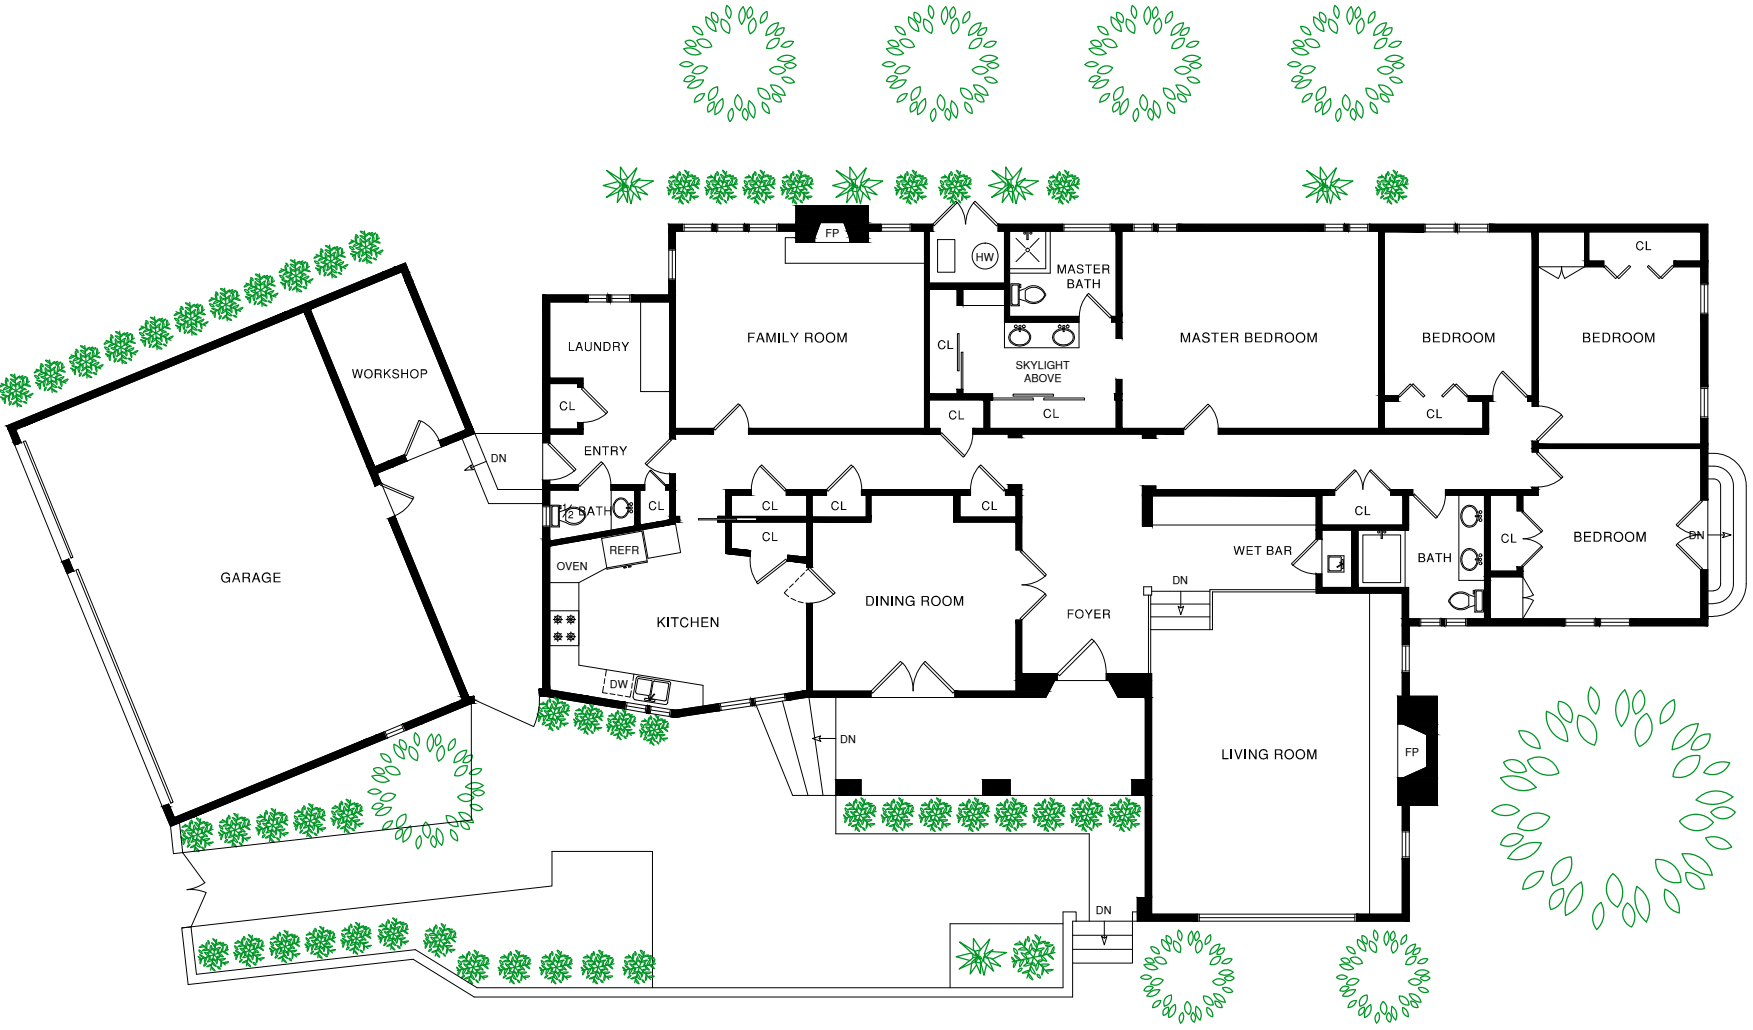 FP
CL
HW
MASTER
BATH
FAMILY ROOM
MASTER BEDROOM
BEDROOM
BEDROOM
LAUNDRY
CL
SKYLIGHT
ABOVE
WORKSHOP
CL
CL
CL
CL
ENTRY
DN
CL
CL
CL
CL
CL
½ BATH
CL
BEDROOM
DN
CL
REFR
WET BAR
BATH
OVEN
GARAGE
DN
DINING ROOM
FOYER
KITCHEN
DW
DN
LIVING ROOM
FP
DN